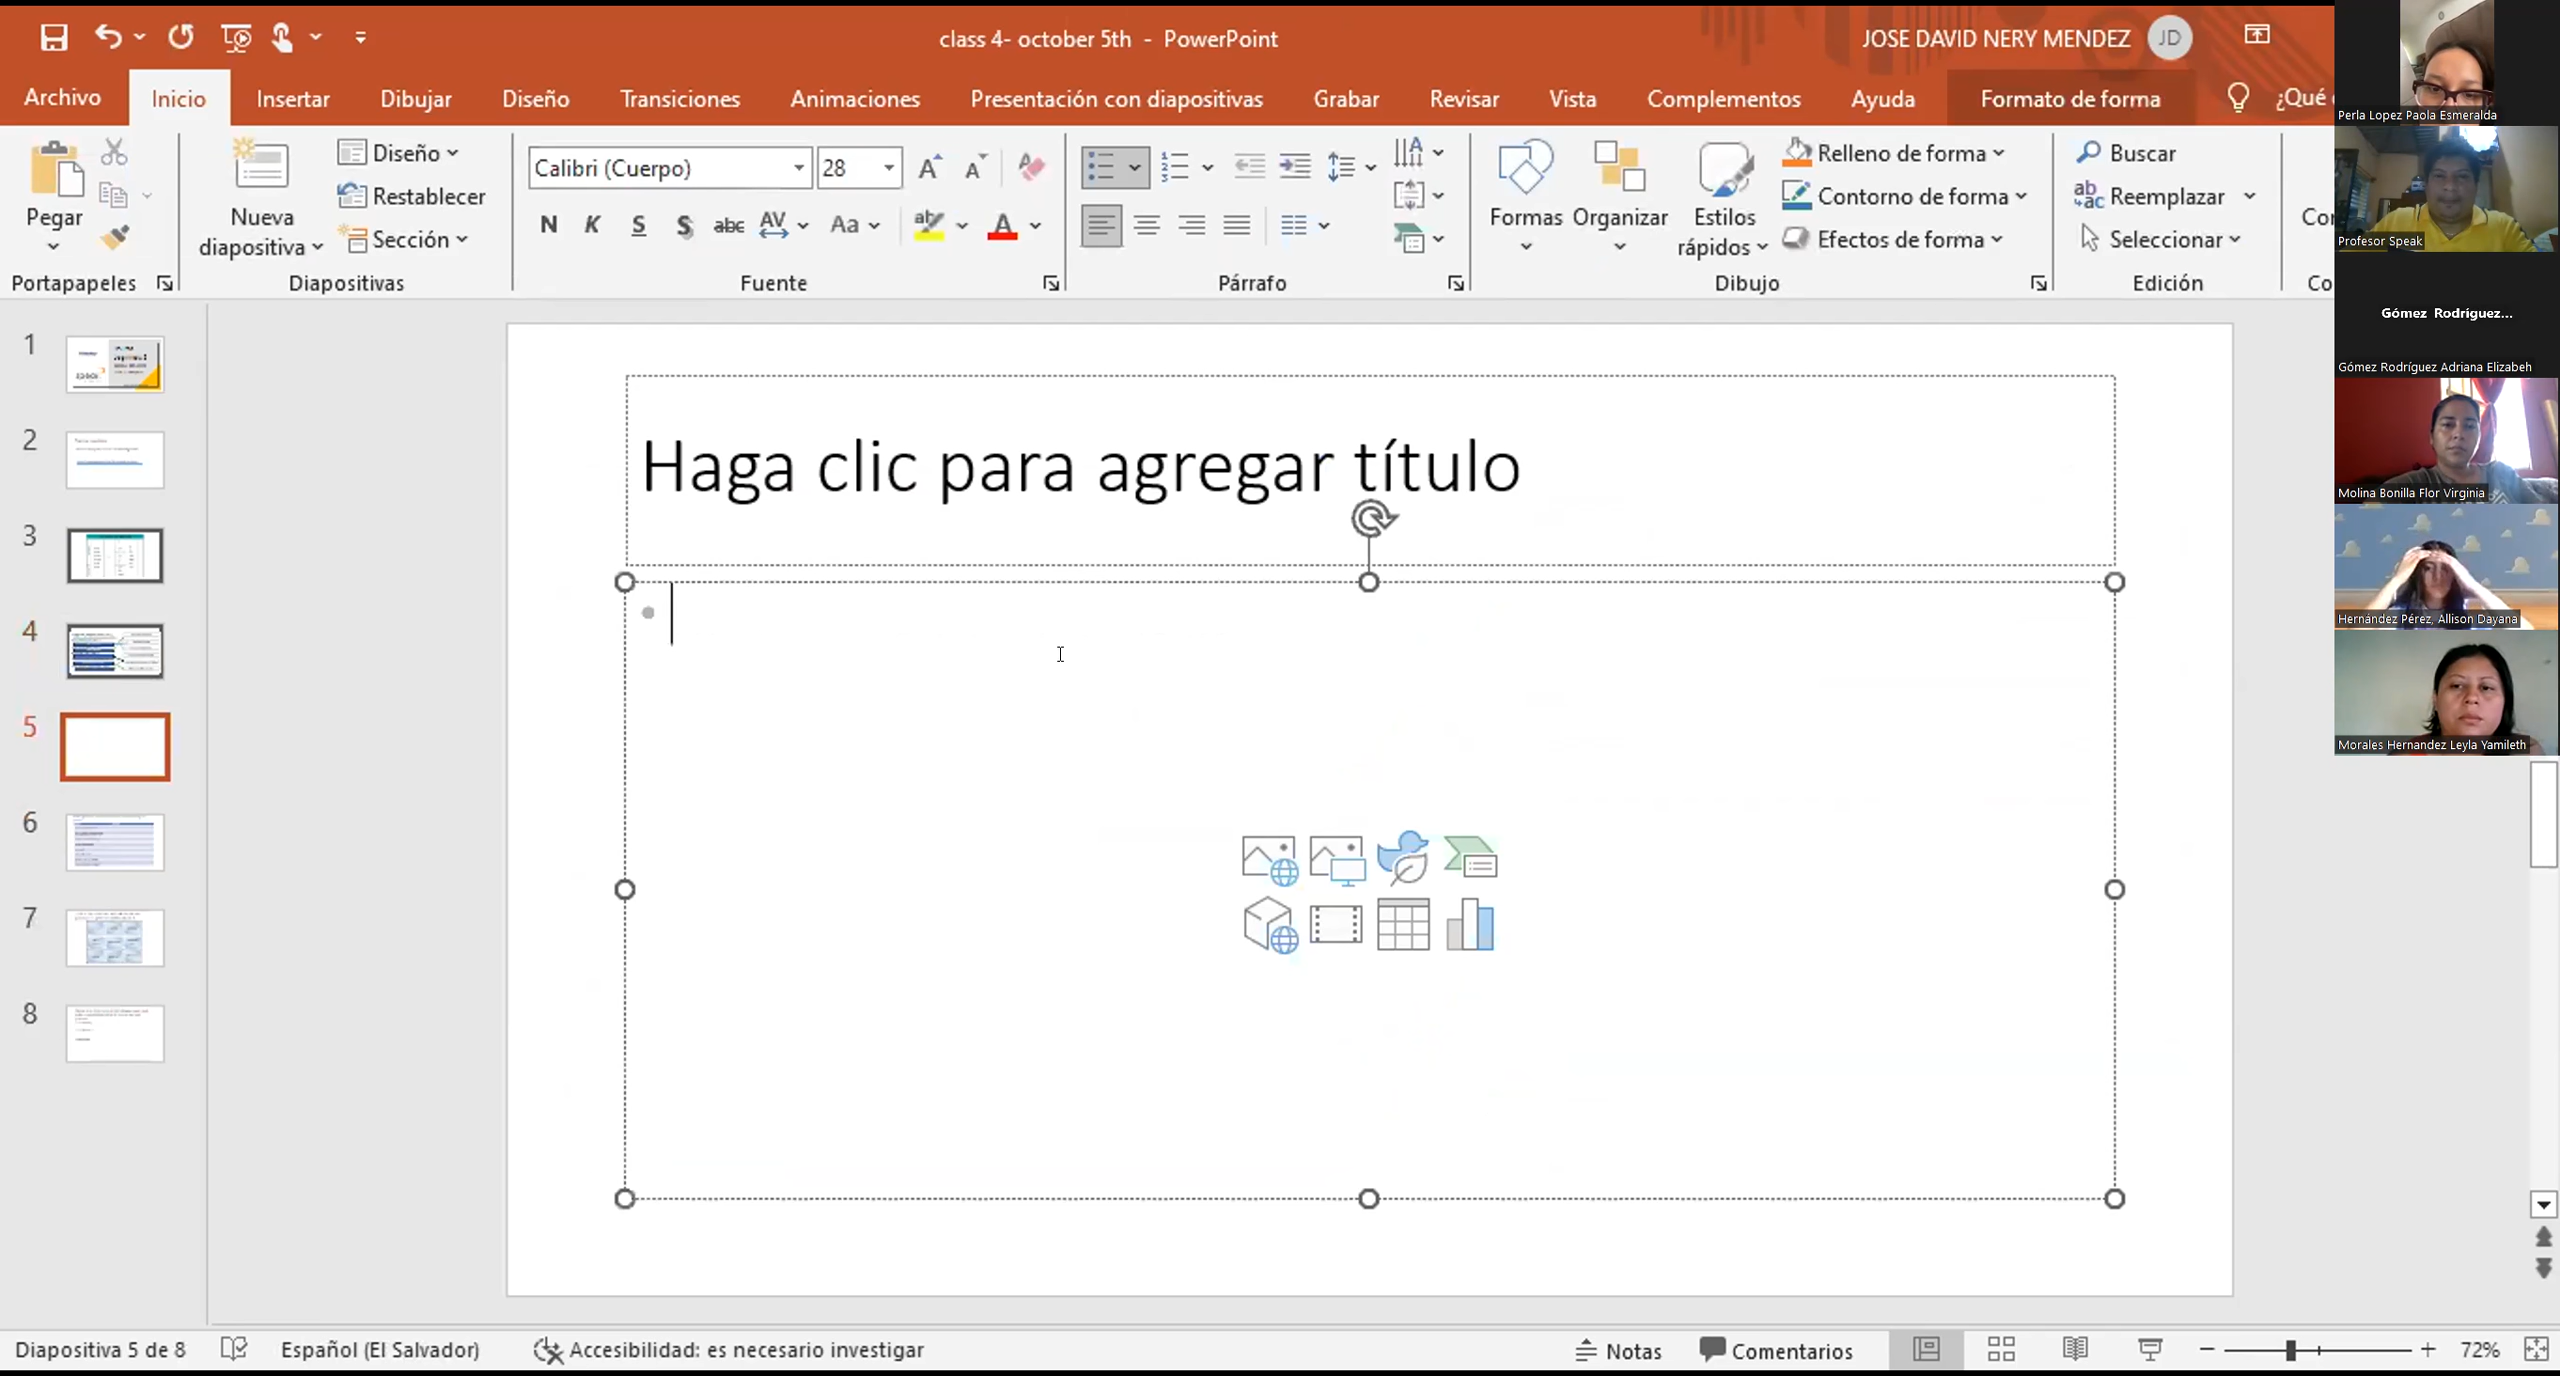 class 4- october 5th - PowerPoint
JOSE DAVID NERY MENDEZ
JD
Archivo
Inicio
Insertar
Dibujar
Diseño
Transiciones
Animaciones
Presentación con diapositivas
Grabar
Revisar
Vista
Complementos
Ayuda
Formato de forma
¿Qué
Pegar
Portapapeles
Nueva
diapositiva
Diseño
Restablecer
Sección
Diapositivas
Calibri (Cuerpo)
28
N K S S abc AV Aa
Fuente
Párrafo
Formas
Organizar
Estilos
rápidos
Relleno de forma
Contorno de forma
Efectos de forma
Dibujo
Buscar
Reemplazar
Seleccionar
Edición
Co
1
2
3
4
5
6
7
8
Haga clic para agregar título
Perla Lopez Paola Esmeralda
Profesor Speak
Gómez Rodríguez...
Gómez Rodríguez Adriana Elizabeh
Molina Bonilla Flor Virginia
Hernández Pérez, Allison Dayana
Morales Hernandez Leyla Yamileth
Diapositiva 5 de 8
Español (El Salvador)
Accesibilidad: es necesario investigar
Notas
Comentarios
72%